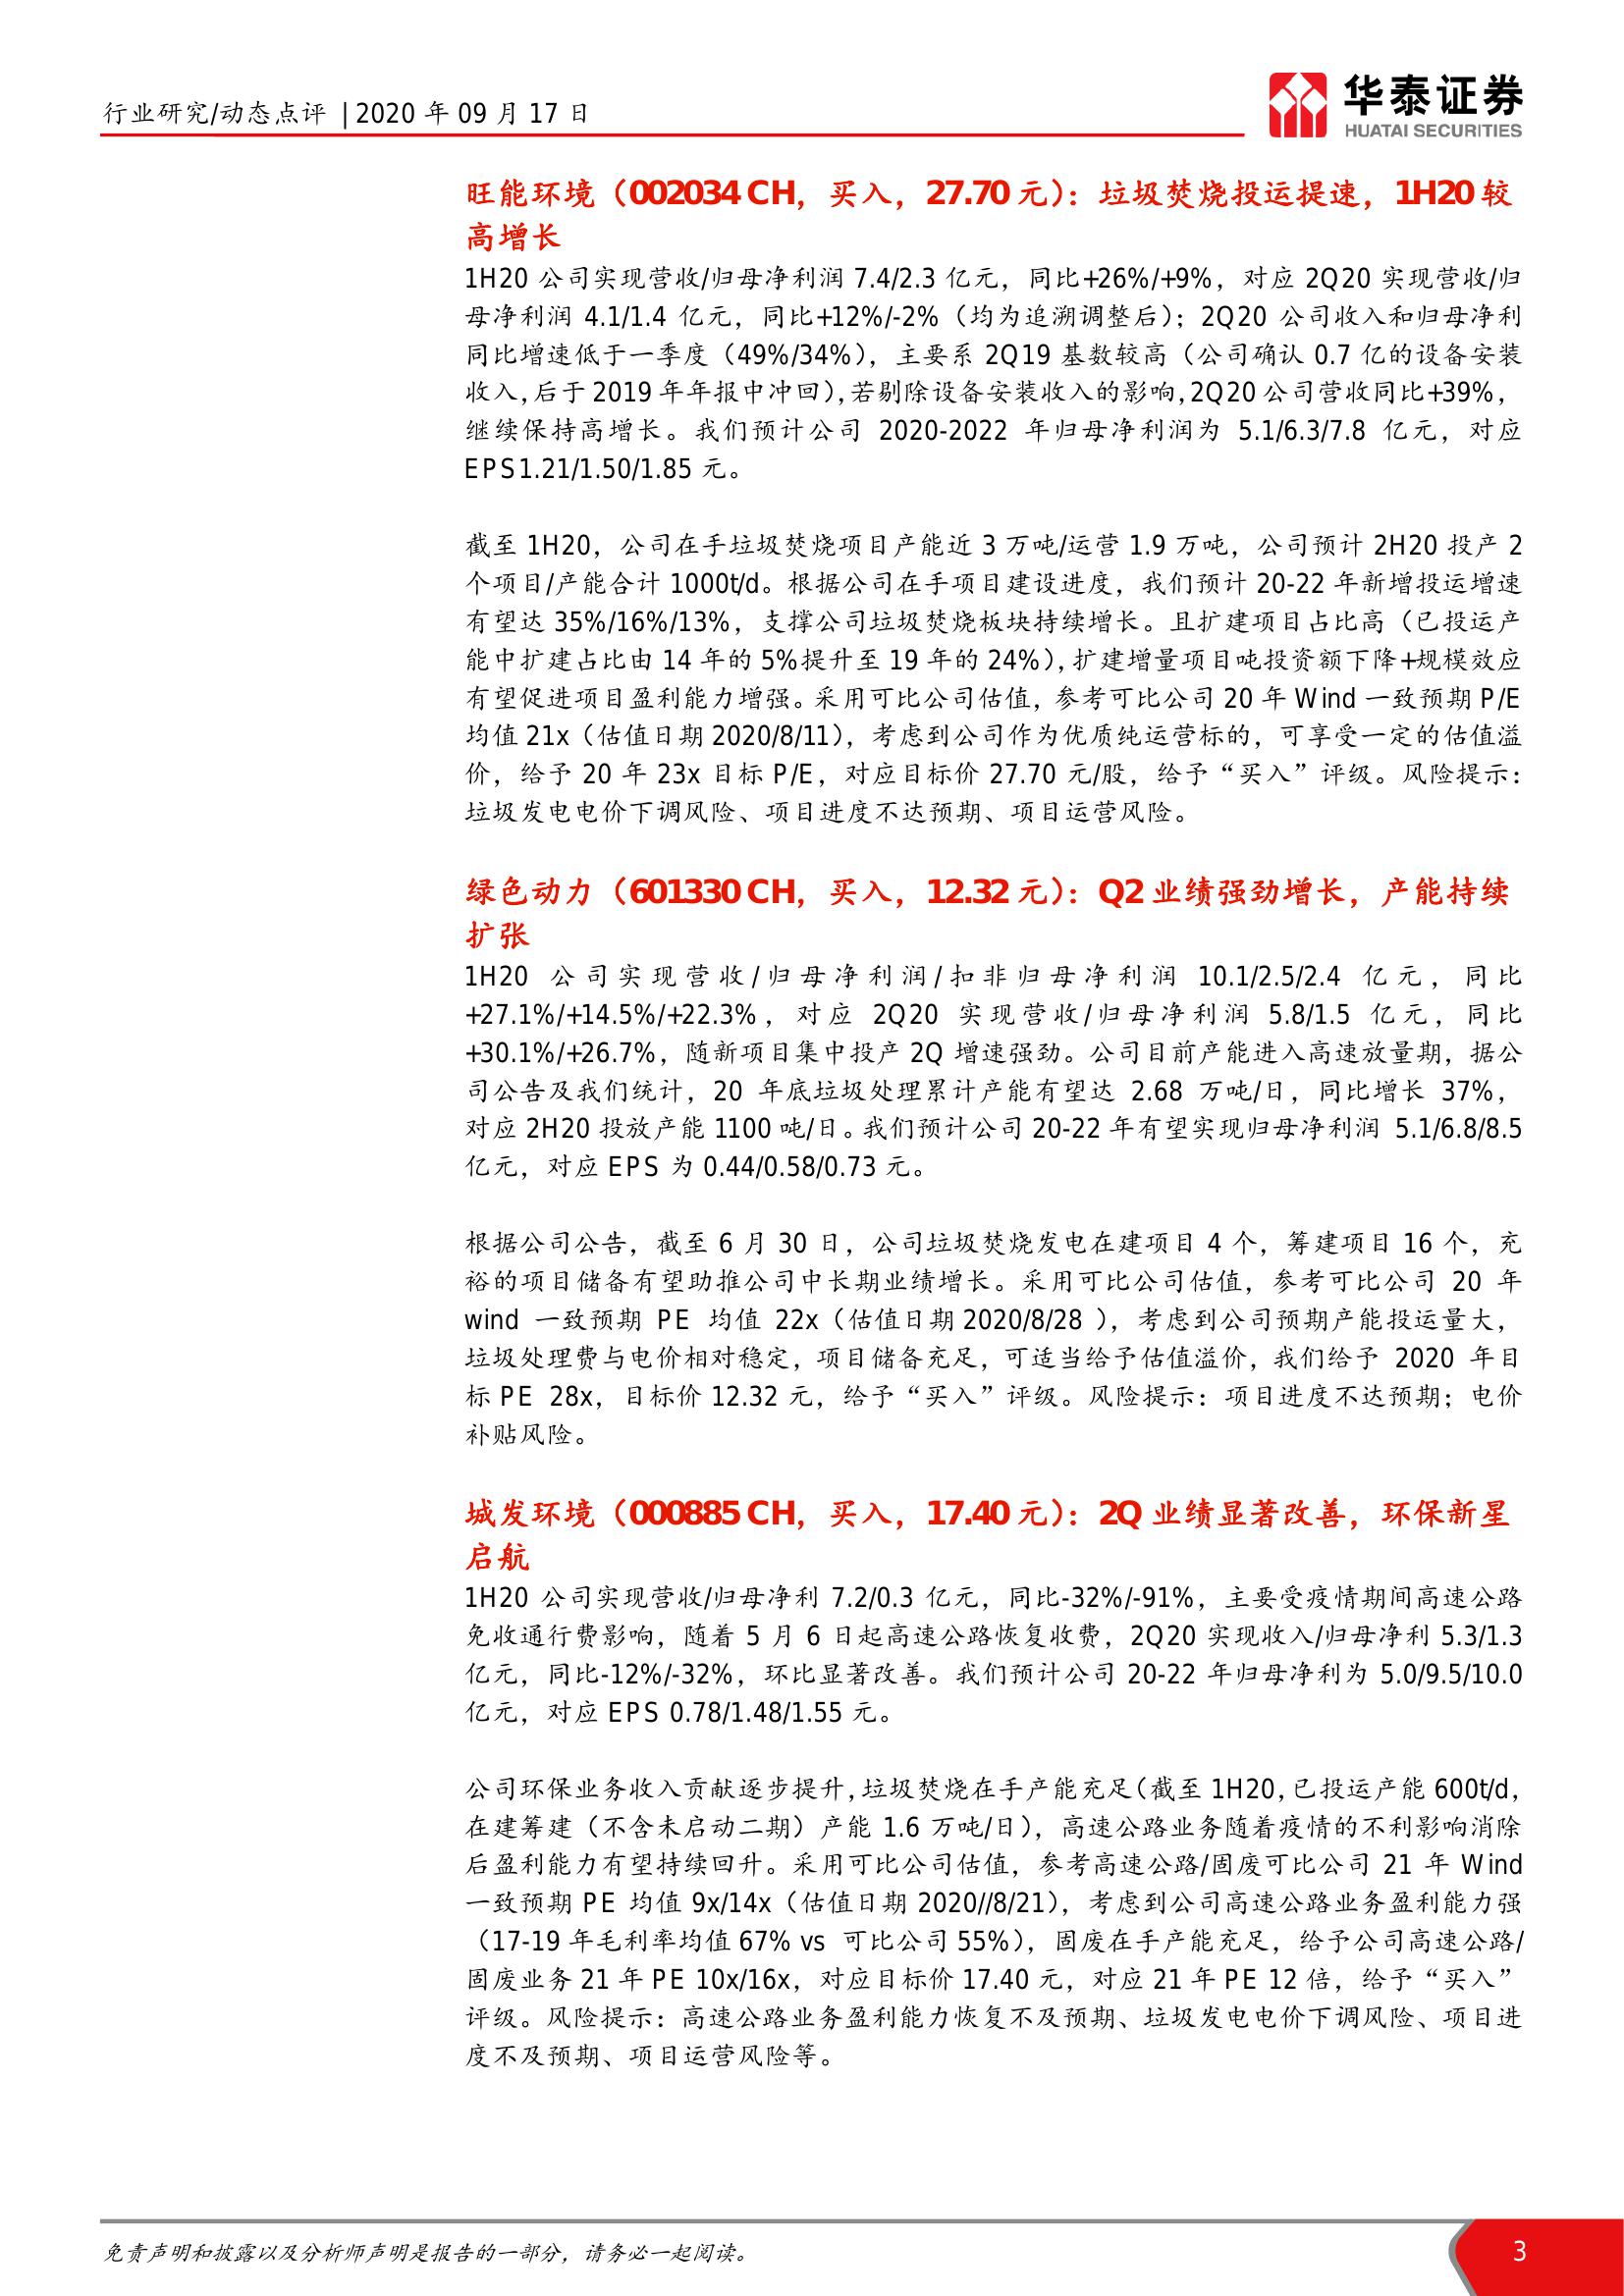 行业研究/动态点评 | 2020 年 09 月 17 日
华泰证券
HUATAI SECURITIES
旺能环境（002034 CH，买入，27.70 元）：垃圾焚烧投运提速，1H20 较
高增长
1H20 公司实现营收/归母净利润 7.4/2.3 亿元，同比+26%/+9%，对应 2Q20 实现营收/归
母净利润 4.1/1.4 亿元，同比+12%/-2%（均为追溯调整后）；2Q20 公司收入和归母净利
同比增速低于一季度（49%/34%），主要系 2Q19 基数较高（公司确认 0.7 亿的设备安装
收入，后于 2019 年年报中冲回），若剔除设备安装收入的影响，2Q20 公司营收同比+39%，
继续保持高增长。我们预计公司 2020-2022 年归母净利润为 5.1/6.3/7.8 亿元，对应
EPS1.21/1.50/1.85 元。
截至 1H20，公司在手垃圾焚烧项目产能近 3 万吨/运营 1.9 万吨，公司预计 2H20 投产 2
个项目/产能合计 1000t/d。根据公司在手项目建设进度，我们预计 20-22 年新增投运增速
有望达 35%/16%/13%，支撑公司垃圾焚烧板块持续增长。且扩建项目占比高（已投运产
能中扩建占比由 14 年的 5%提升至 19 年的 24%），扩建增量项目吨投资额下降+规模效应
有望促进项目盈利能力增强。采用可比公司估值，参考可比公司 20 年 Wind 一致预期 P/E
均值 21x（估值日期 2020/8/11），考虑到公司作为优质纯运营标的，可享受一定的估值溢
价，给予 20 年 23x 目标 P/E，对应目标价 27.70 元/股，给予“买入”评级。风险提示：
垃圾发电电价下调风险、项目进度不达预期、项目运营风险。
绿色动力（601330 CH，买入，12.32 元）：Q2 业绩强劲增长，产能持续
扩张
1H20 公司实现营收/归母净利润/扣非归母净利润 10.1/2.5/2.4 亿元，同比
+27.1%/+14.5%/+22.3%，对应 2Q20 实现营收/归母净利润 5.8/1.5 亿元，同比
+30.1%/+26.7%，随新项目集中投产 2Q 增速强劲。公司目前产能进入高速放量期，据公
司公告及我们统计，20 年底垃圾处理累计产能有望达 2.68 万吨/日，同比增长 37%，
对应 2H20 投放产能 1100 吨/日。我们预计公司 20-22 年有望实现归母净利润 5.1/6.8/8.5
亿元，对应 EPS 为 0.44/0.58/0.73 元。
根据公司公告，截至 6 月 30 日，公司垃圾焚烧发电在建项目 4 个，筹建项目 16 个，充
裕的项目储备有望助推公司中长期业绩增长。采用可比公司估值，参考可比公司 20 年
wind 一致预期 PE 均值 22x（估值日期 2020/8/28 ），考虑到公司预期产能投运量大，
垃圾处理费与电价相对稳定，项目储备充足，可适当给予估值溢价，我们给予 2020 年目
标 PE 28x，目标价 12.32 元，给予“买入”评级。风险提示：项目进度不达预期；电价
补贴风险。
城发环境（000885 CH，买入，17.40 元）：2Q 业绩显著改善，环保新星
启航
1H20 公司实现营收/归母净利 7.2/0.3 亿元，同比-32%/-91%，主要受疫情期间高速公路
免收通行费影响，随着 5 月 6 日起高速公路恢复收费，2Q20 实现收入/归母净利 5.3/1.3
亿元，同比-12%/-32%，环比显著改善。我们预计公司 20-22 年归母净利为 5.0/9.5/10.0
亿元，对应 EPS 0.78/1.48/1.55 元。
公司环保业务收入贡献逐步提升，垃圾焚烧在手产能充足（截至 1H20，已投运产能 600t/d，
在建筹建（不含未启动二期）产能 1.6 万吨/日），高速公路业务随着疫情的不利影响消除
后盈利能力有望持续回升。采用可比公司估值，参考高速公路/固废可比公司 21 年 Wind
一致预期 PE 均值 9x/14x（估值日期 2020//8/21），考虑到公司高速公路业务盈利能力强
（17-19 年毛利率均值 67% vs 可比公司 55%），固废在手产能充足，给予公司高速公路/
固废业务 21 年 PE 10x/16x，对应目标价 17.40 元，对应 21 年 PE 12 倍，给予“买入”
评级。风险提示：高速公路业务盈利能力恢复不及预期、垃圾发电电价下调风险、项目进
度不及预期、项目运营风险等。
免责声明和披露以及分析师声明是报告的一部分，请务必一起阅读。
3